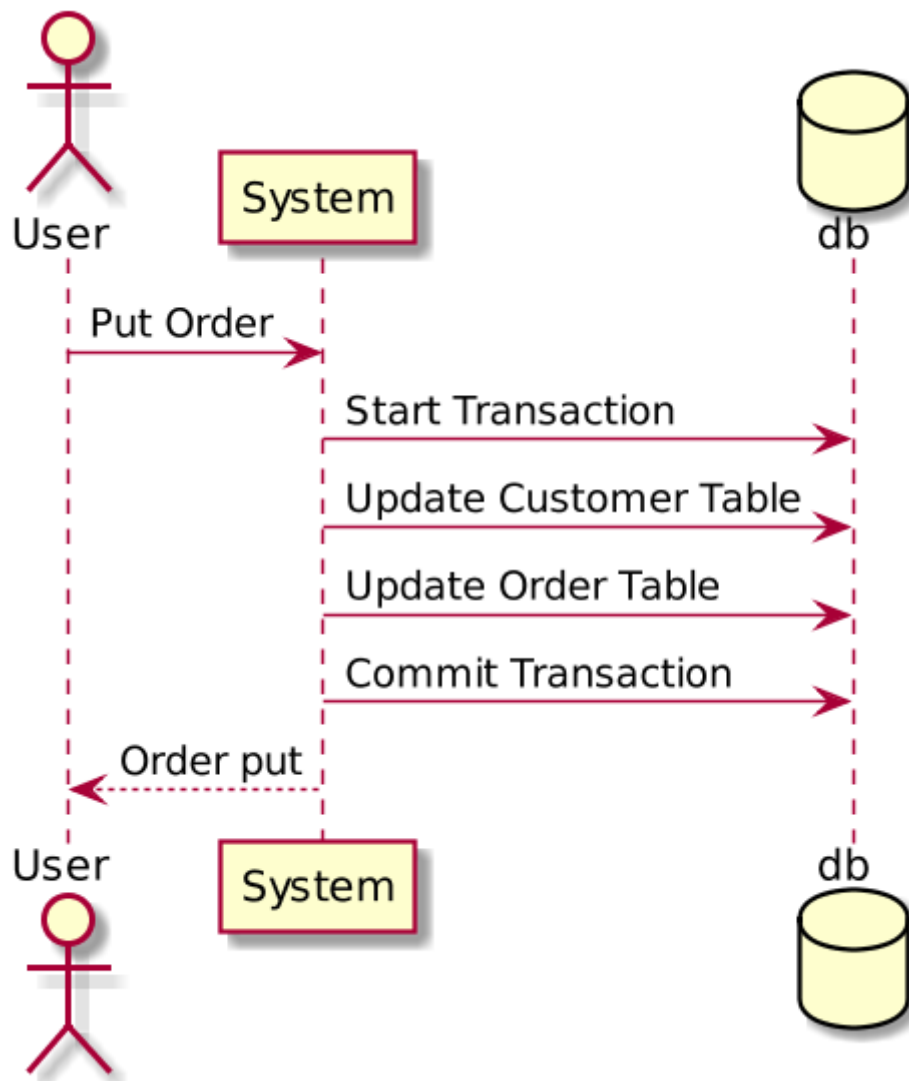 User
System
db
Put Order
Start Transaction
Update Customer Table
Update Order Table
Commit Transaction
Order put
User
System
db